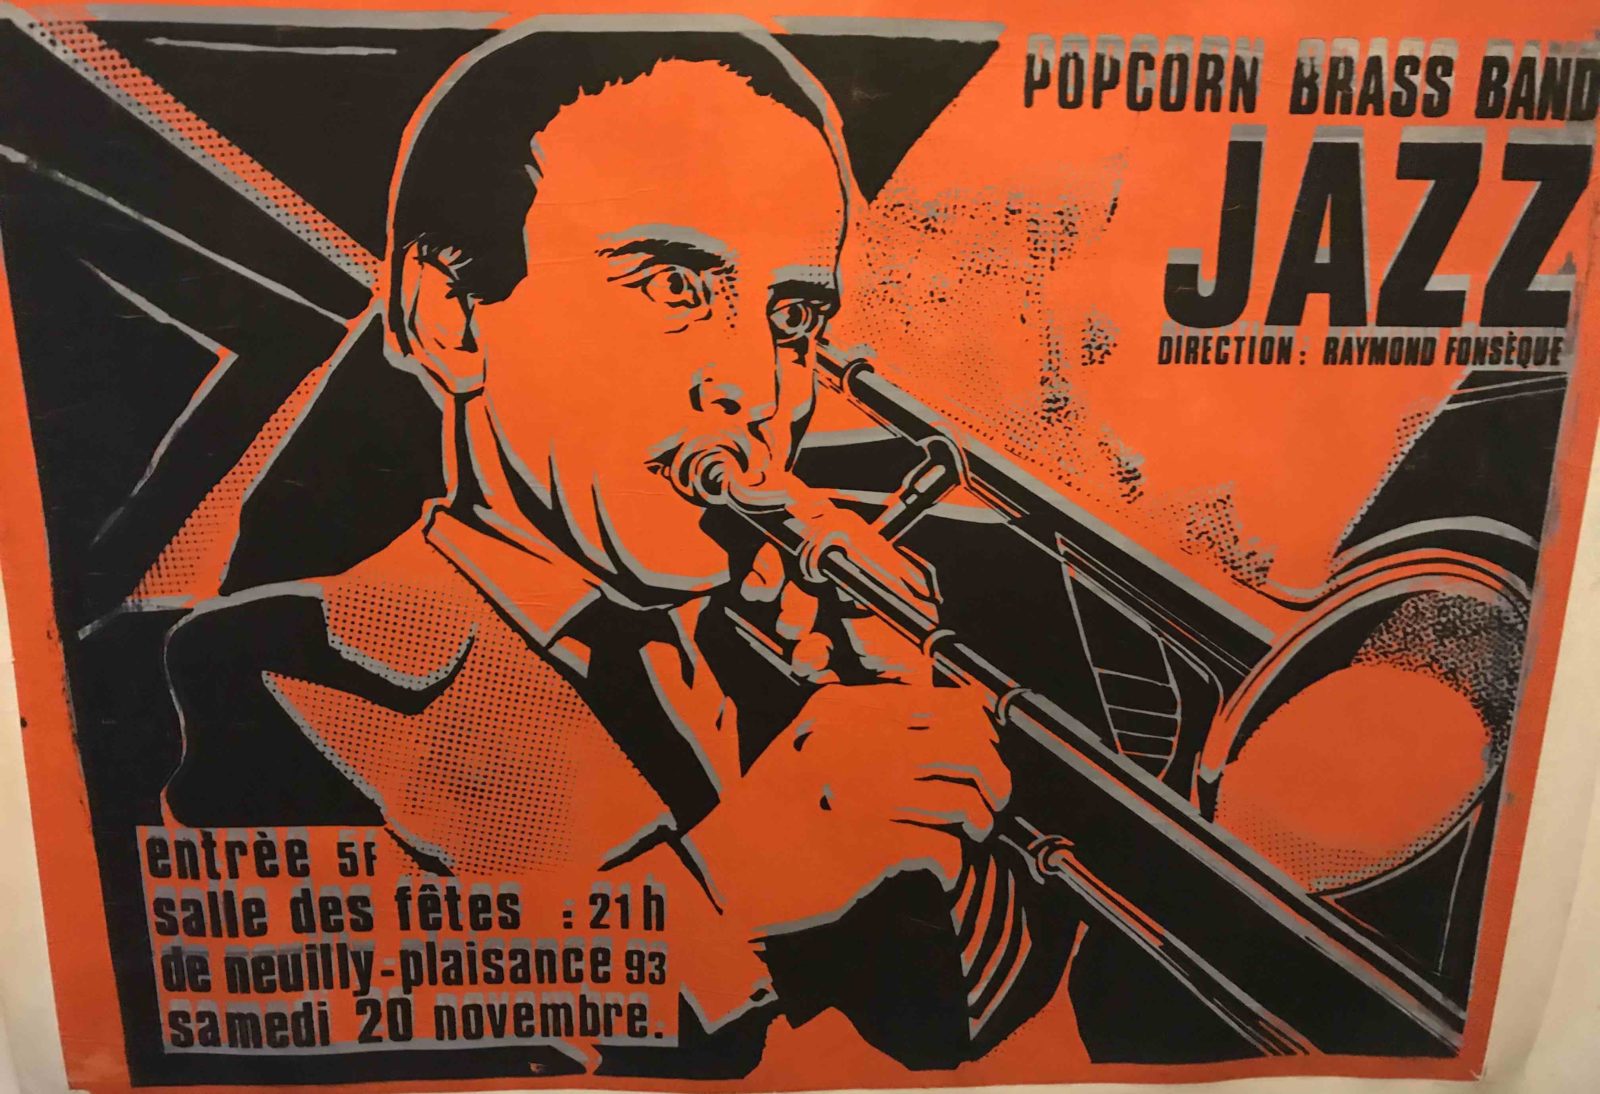 POPCORN BRASS BAND
JAZZ
DIRECTION : RAYMOND FONSÈQUE
entrèe 5F
salle des fêtes : 21h
de neuilly-plaisance 93
samedi 20 novembre.